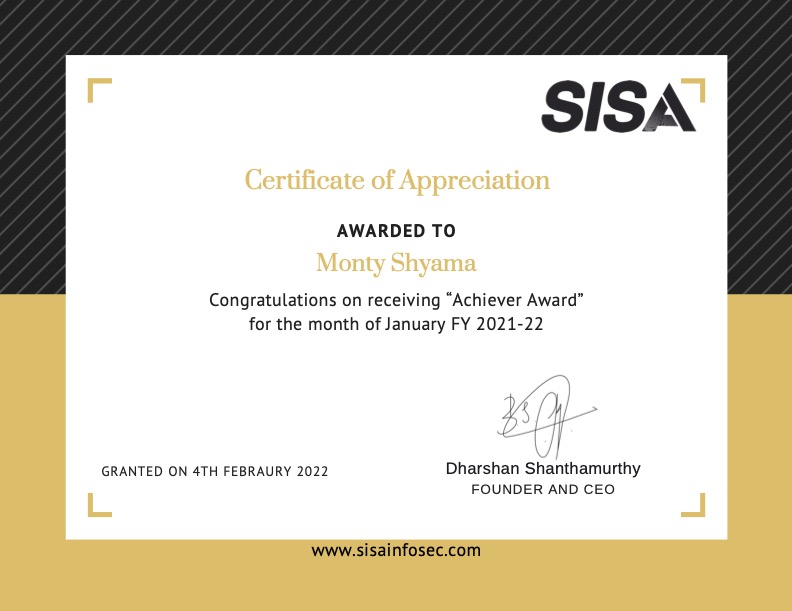 SISA
Certificate of Appreciation
AWARDED TO
Monty Shyama
Congratulations on receiving “Achiever Award”
for the month of January FY 2021-22
GRANTED ON 4TH FEBRAURY 2022
Dharshan Shanthamurthy
FOUNDER AND CEO
www.sisainfosec.com